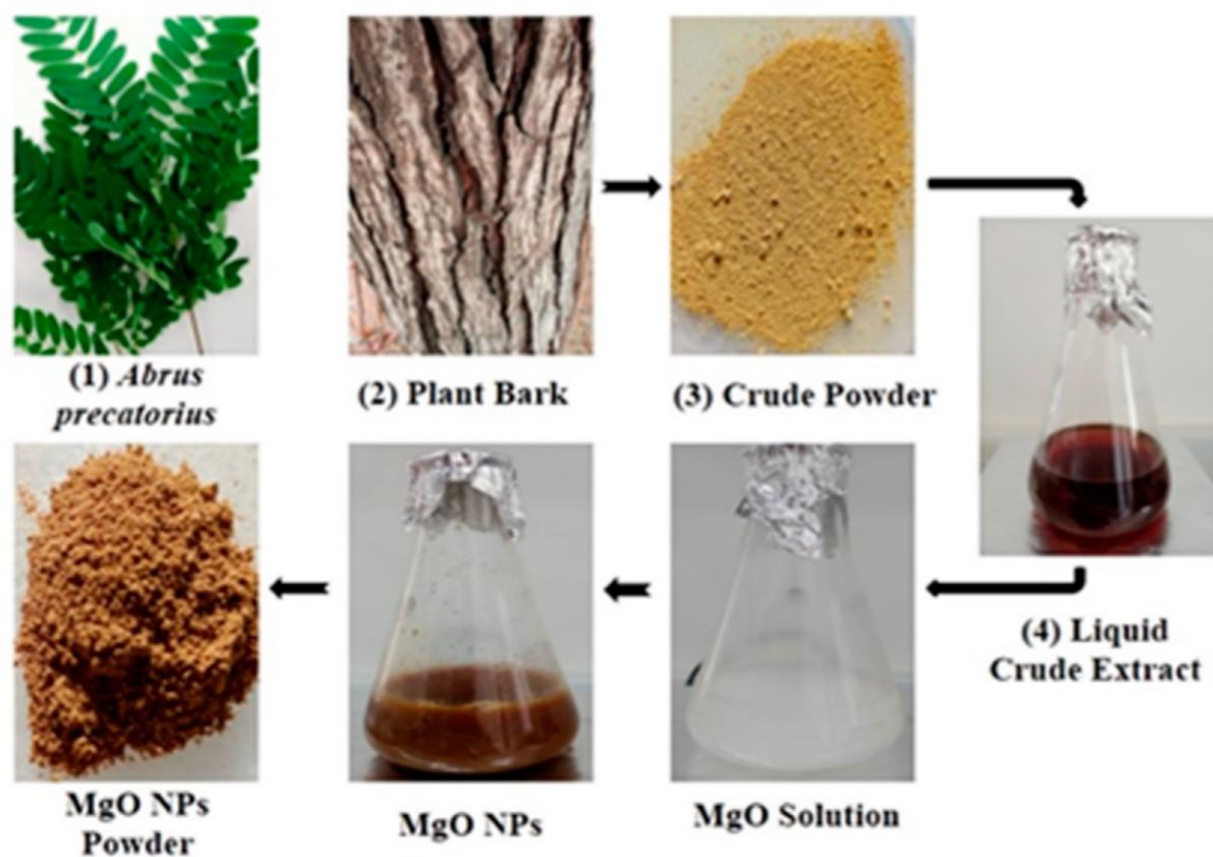 (1) Abrus
precatorius
(2) Plant Bark
(3) Crude Powder
(4) Liquid
Crude Extract
MgO NPs
Powder
MgO NPs
MgO Solution